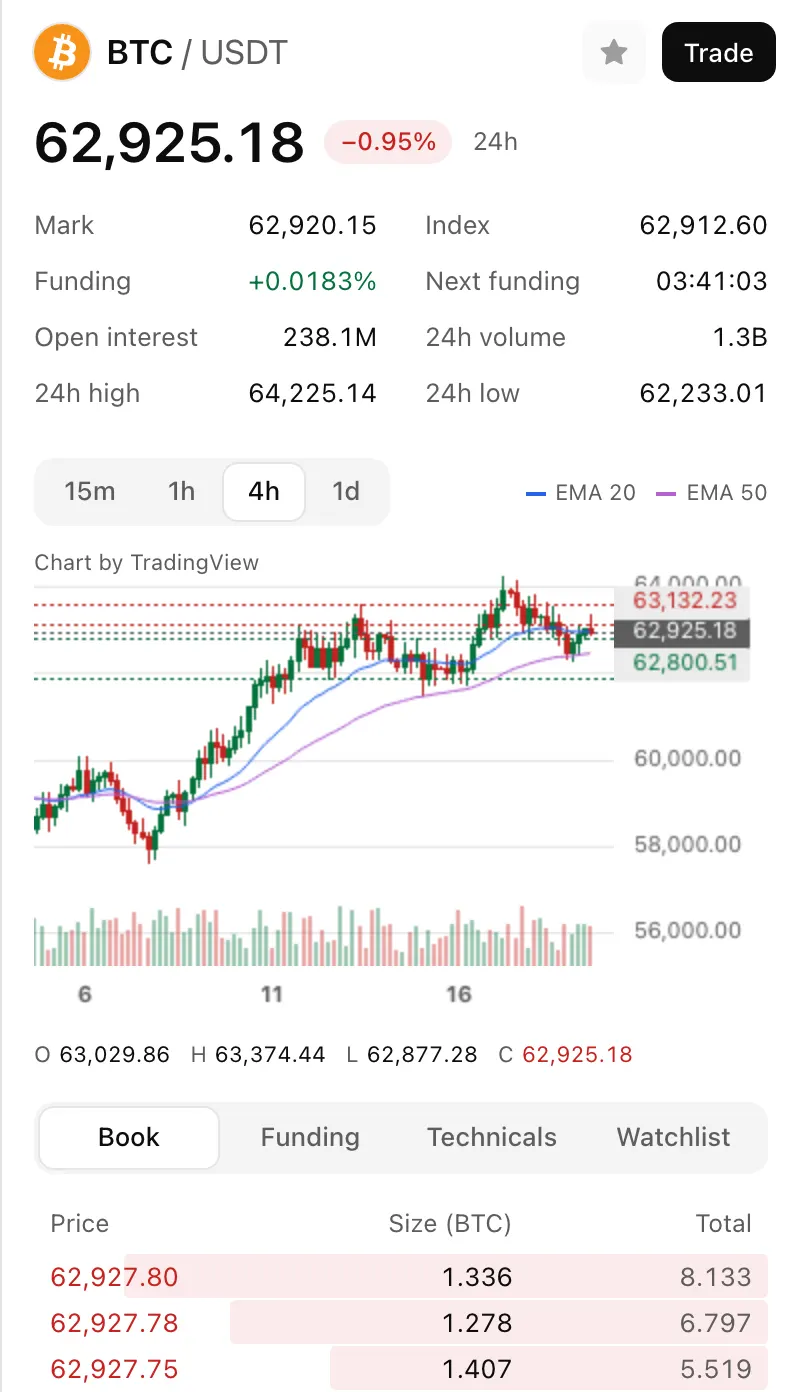 BTC / USDT
Trade
62,925.18 −0.95% 24h
Mark 62,920.15 Index 62,912.60
Funding +0.0183% Next funding 03:41:03
Open interest 238.1M 24h volume 1.3B
24h high 64,225.14 24h low 62,233.01
15m 1h 4h 1d
EMA 20 EMA 50
Chart by TradingView
64,000.00
63,132.23
62,925.18
62,800.51
60,000.00
58,000.00
56,000.00
6 11 16
O 63,029.86 H 63,374.44 L 62,877.28 C 62,925.18
Book Funding Technicals Watchlist
Price Size (BTC) Total
62,927.80 1.336 8.133
62,927.78 1.278 6.797
62,927.75 1.407 5.519